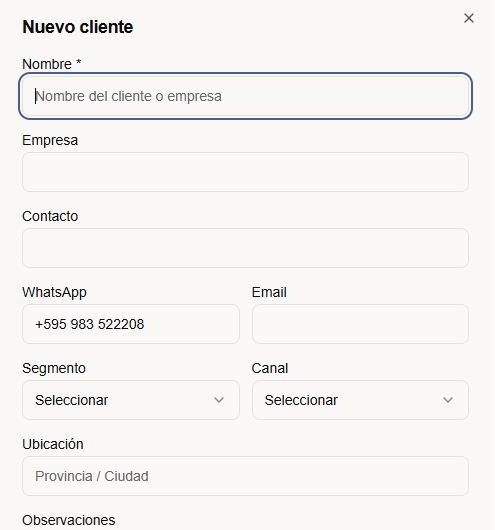 Nuevo cliente
Nombre *
Nombre del cliente o empresa
Empresa
Contacto
WhatsApp Email
+595 983 522208
Segmento Canal
Seleccionar Seleccionar
Ubicación
Provincia / Ciudad
Observaciones